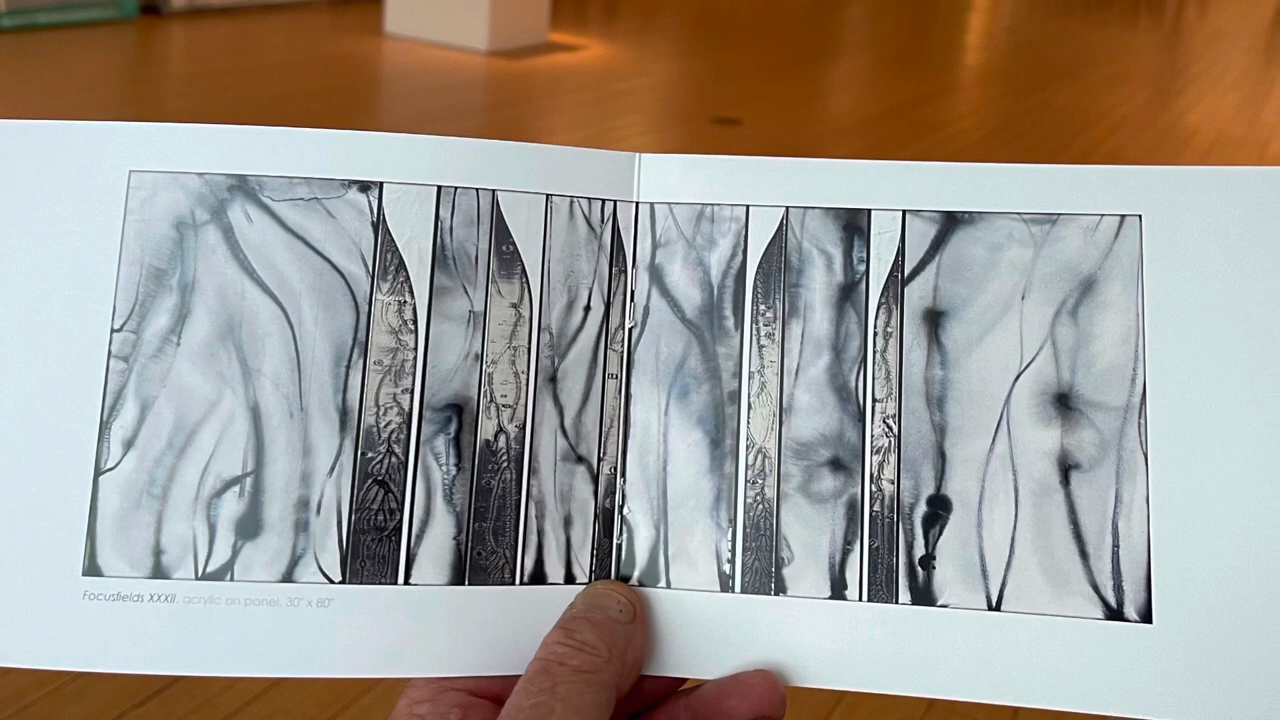 Focusfields XXXII, acrylic on panel, 30" x 80"